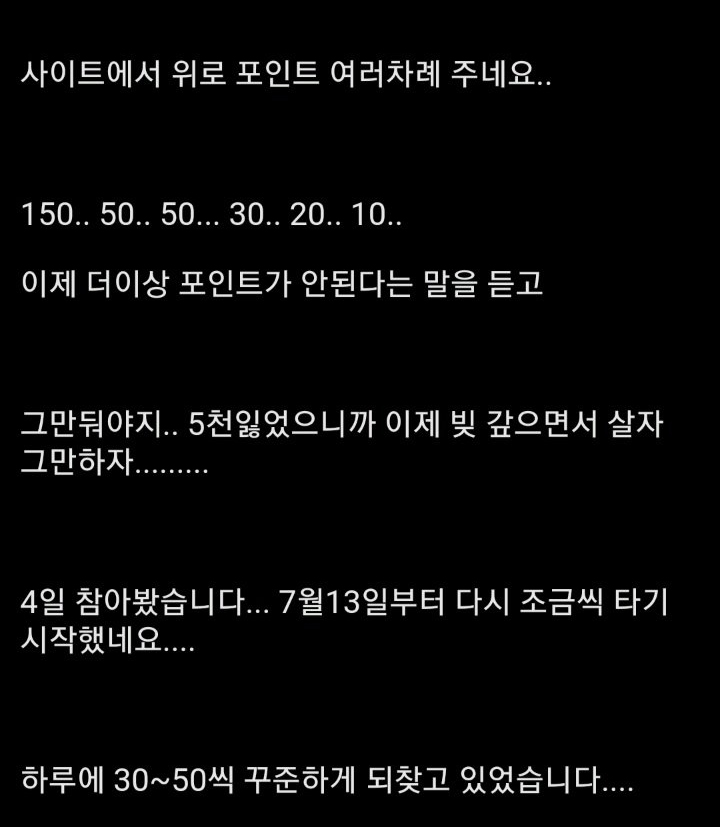 사이트에서 위로 포인트 여러차례 주네요..
150.. 50.. 50... 30.. 20.. 10..
이제 더이상 포인트가 안된다는 말을 듣고
그만둬야지.. 5천잃었으니까 이제 빚 갚으면서 살자
그만하자.........
4일 참아봤습니다... 7월13일부터 다시 조금씩 타기
시작했네요....
하루에 30~50씩 꾸준하게 되찾고 있었습니다....